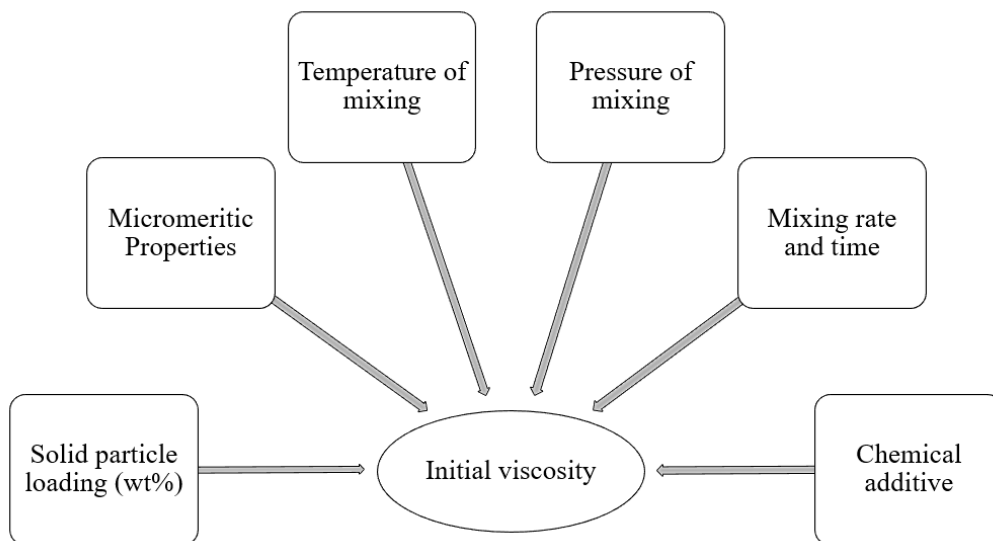 Temperature of
mixing
Pressure of
mixing
Micromeritic
Properties
Mixing rate
and time
Solid particle
loading (wt%)
Initial viscosity
Chemical
additive